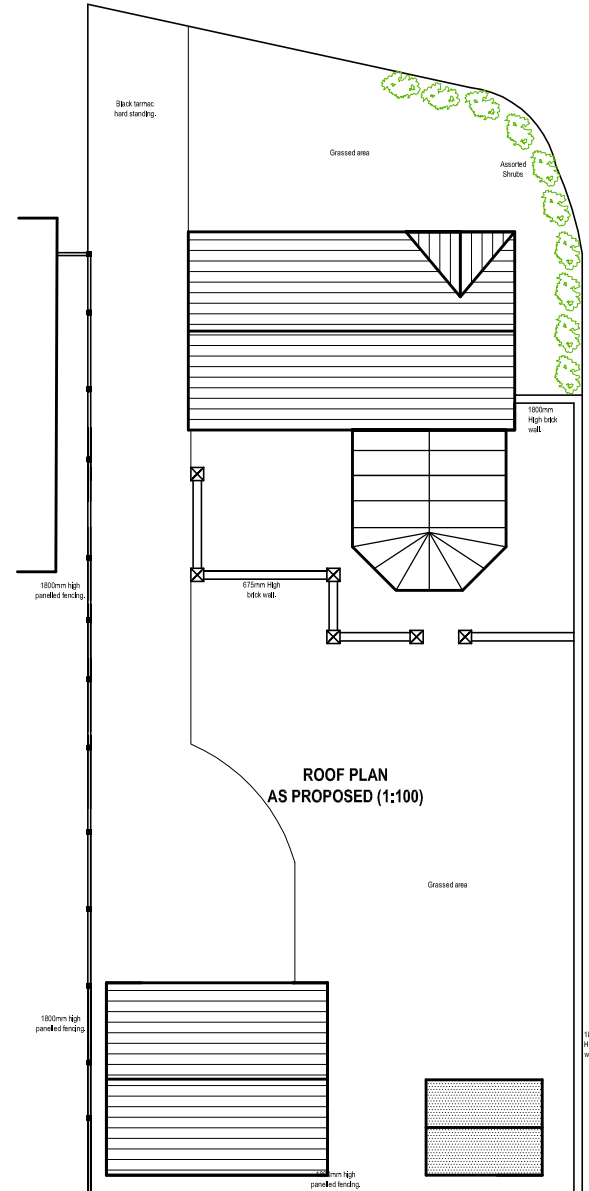 Black tarmac
hard standing.
Grassed area
Assorted
Shrubs
1800mm
High brick
wall.
1800mm high
panelled fencing.
675mm High
brick wall.
ROOF PLAN
AS PROPOSED (1:100)
Grassed area
1800mm high
panelled fencing.
high
panelled fencing.